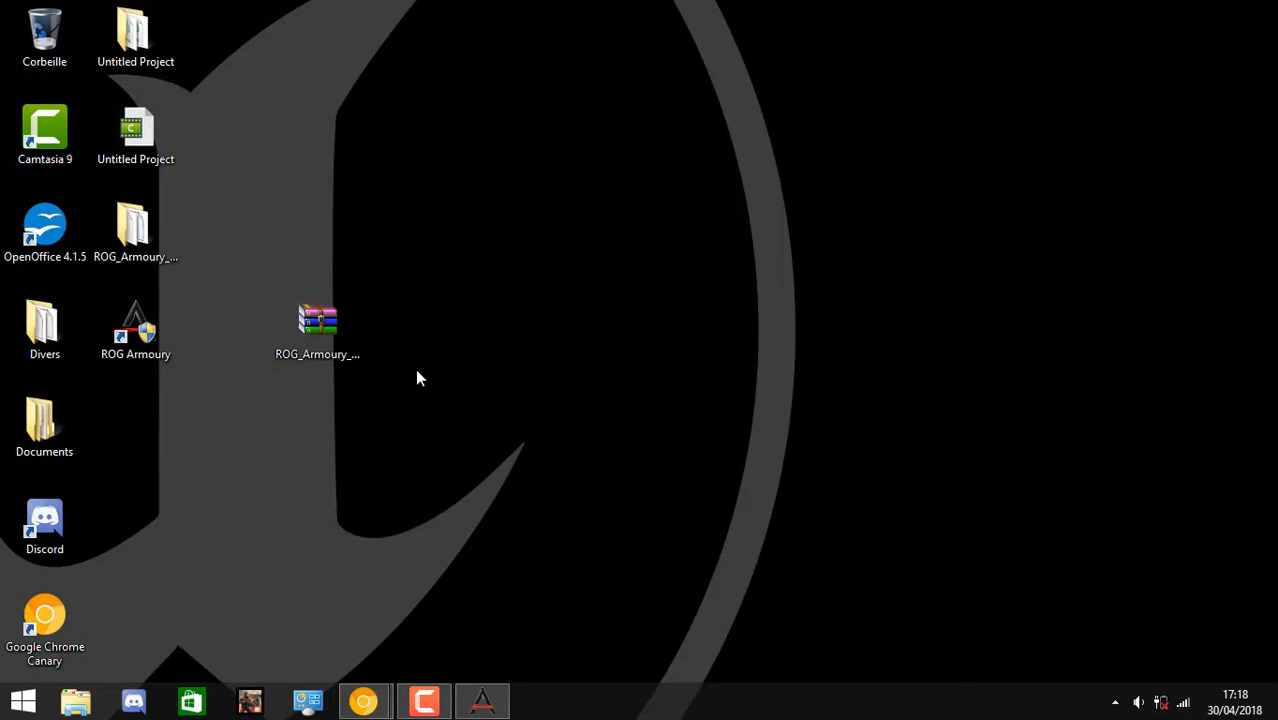 Corbeille
Untitled Project
Camtasia 9
Untitled Project
OpenOffice 4.1.5
ROG_Armoury_...
Divers
ROG Armoury
ROG_Armoury_...
Documents
Discord
Google Chrome
Canary
17:18
30/04/2018